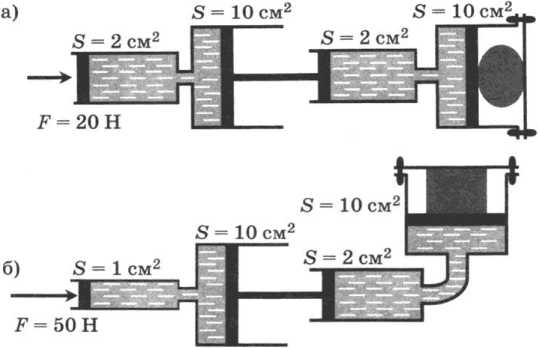 а)
S = 2 см²
S = 10 см²
S = 2 см²
S = 10 см²
F = 20 Н
б)
S = 1 см²
S = 10 см²
S = 2 см²
S = 10 см²
F = 50 Н